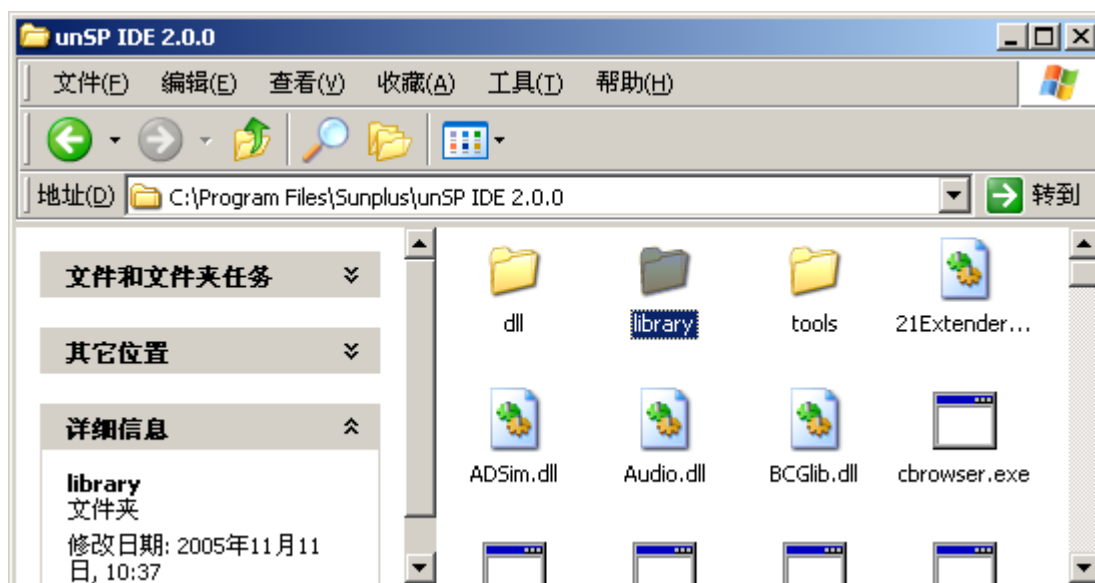 unSP IDE 2.0.0
文件(F) 编辑(E) 查看(V) 收藏(A) 工具(T) 帮助(H)
地址(D) C:\Program Files\Sunplus\unSP IDE 2.0.0 转到
文件和文件夹任务
其它位置
详细信息
library
文件夹
修改日期: 2005年11月11
日, 10:37
dll library tools 21Extender...
ADSim.dll Audio.dll BCGlib.dll cbrowser.exe